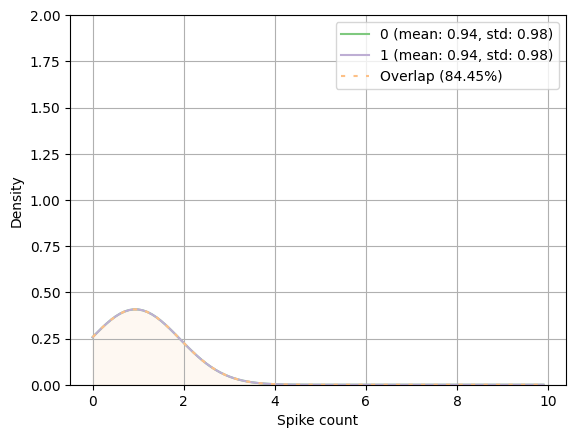 2.00
1.75
1.50
1.25
1.00
0.75
0.50
0.25
0.00
Density
0 (mean: 0.94, std: 0.98)
1 (mean: 0.94, std: 0.98)
Overlap (84.45%)
0 2 4 6 8 10
Spike count